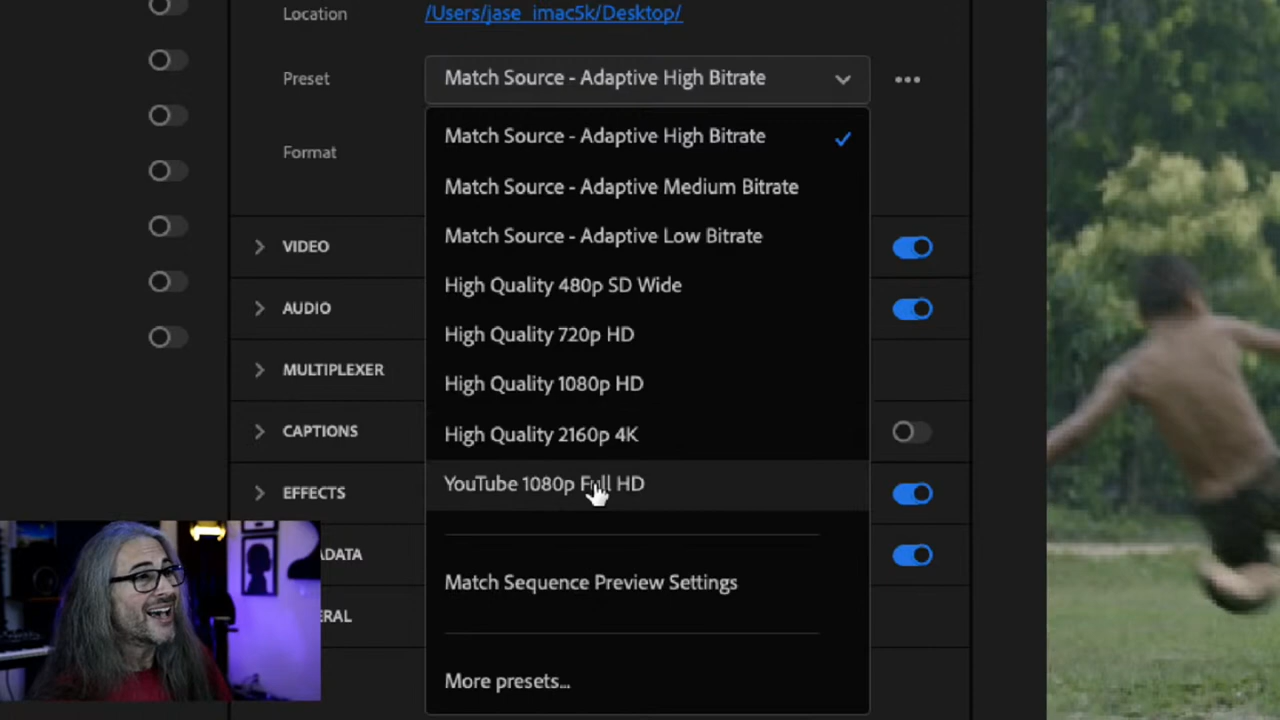 Location
/Users/jase_imac5k/Desktop/
Preset
Match Source - Adaptive High Bitrate
Match Source - Adaptive High Bitrate
Match Source - Adaptive Medium Bitrate
Format
Match Source - Adaptive Low Bitrate
VIDEO
High Quality 480p SD Wide
AUDIO
High Quality 720p HD
MULTIPLEXER
High Quality 1080p HD
CAPTIONS
High Quality 2160p 4K
EFFECTS
YouTube 1080p Full HD
ADATA
Match Sequence Preview Settings
RAL
More presets...